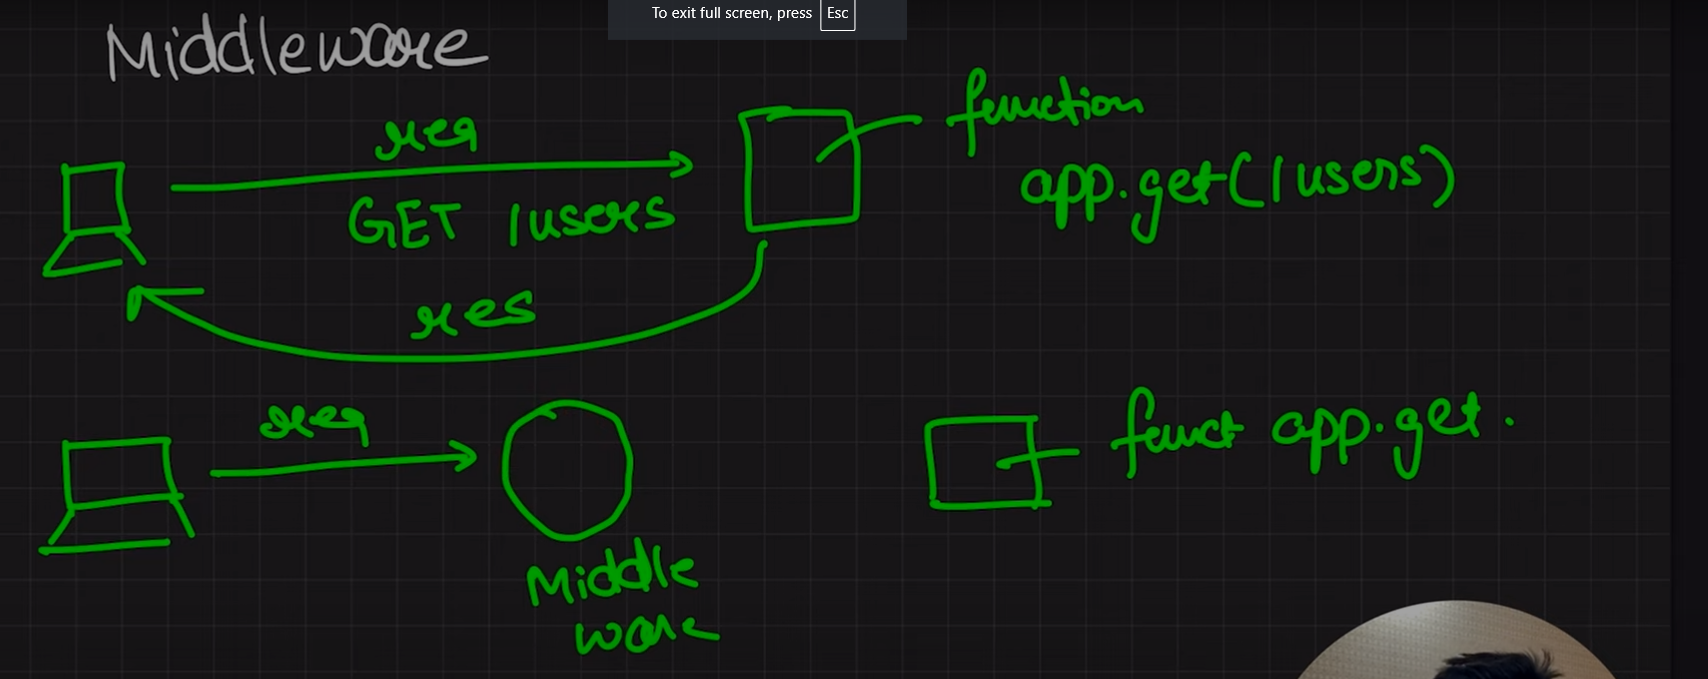 To exit full screen, press Esc
Middleware
req
GET /users
function
app.get(/users)
res
req
funct app.get.
Middle
ware